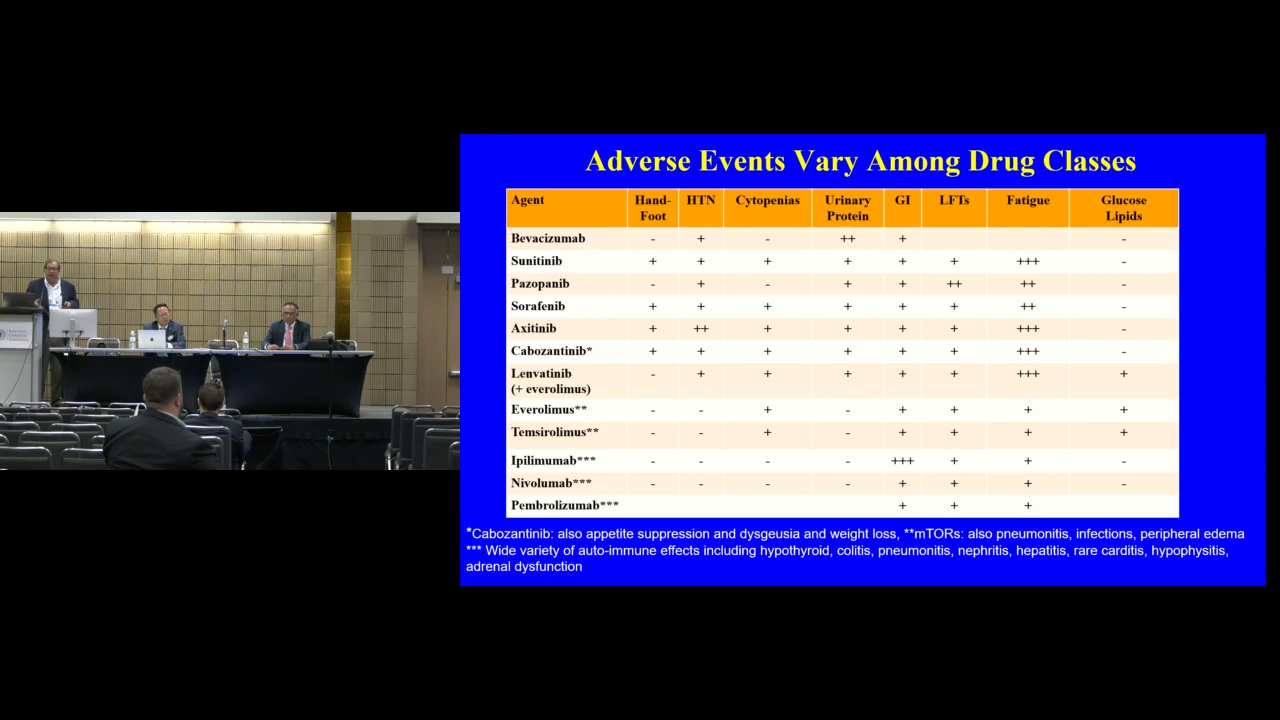 Adverse Events Vary Among Drug Classes
Agent Hand-Foot HTN Cytopenias Urinary Protein GI LFTs Fatigue Glucose Lipids
Bevacizumab - + - ++ + -
Sunitinib + + + + + + +++ -
Pazopanib - + - + + ++ ++ -
Sorafenib + + + + + + ++ -
Axitinib + ++ + + + + +++ -
Cabozantinib* + + + + + + +++ -
Lenvatinib (+ everolimus) - + + + + + +++ +
Everolimus** - - + - + + + +
Temsirolimus** - - + - + + + +
Ipilimumab*** - - - - +++ + + -
Nivolumab*** - - - - + + + -
Pembrolizumab*** + + +
*Cabozantinib: also appetite suppression and dysgeusia and weight loss, **mTORs: also pneumonitis, infections, peripheral edema
*** Wide variety of auto-immune effects including hypothyroid, colitis, pneumonitis, nephritis, hepatitis, rare carditis, hypophysitis,
adrenal dysfunction